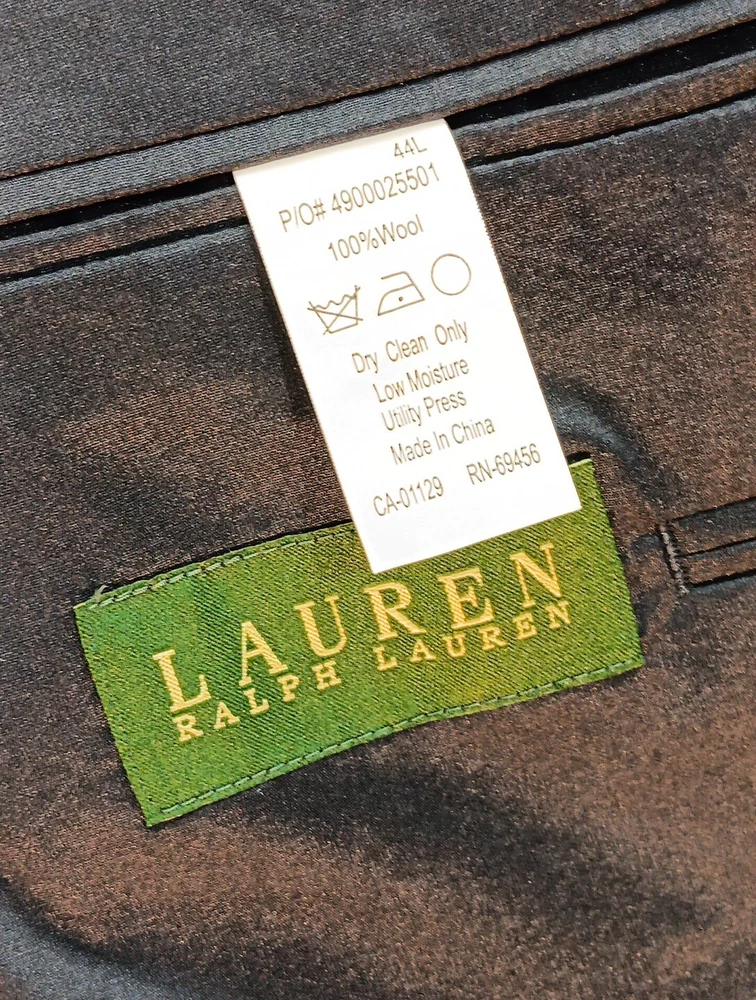 44L
P/O# 4900025501
100%Wool
Dry Clean Only
Low Moisture
Utility Press
Made In China
CA-01129 RN-69456
LAUREN
RALPH LAUREN